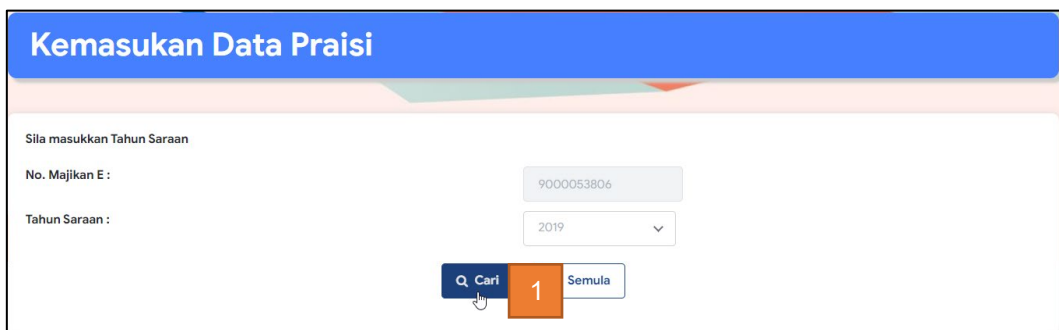 Kemasukan Data Praisi
Sila masukkan Tahun Saraan
No. Majikan E :
9000053806
Tahun Saraan :
2019
Cari
1
Semula